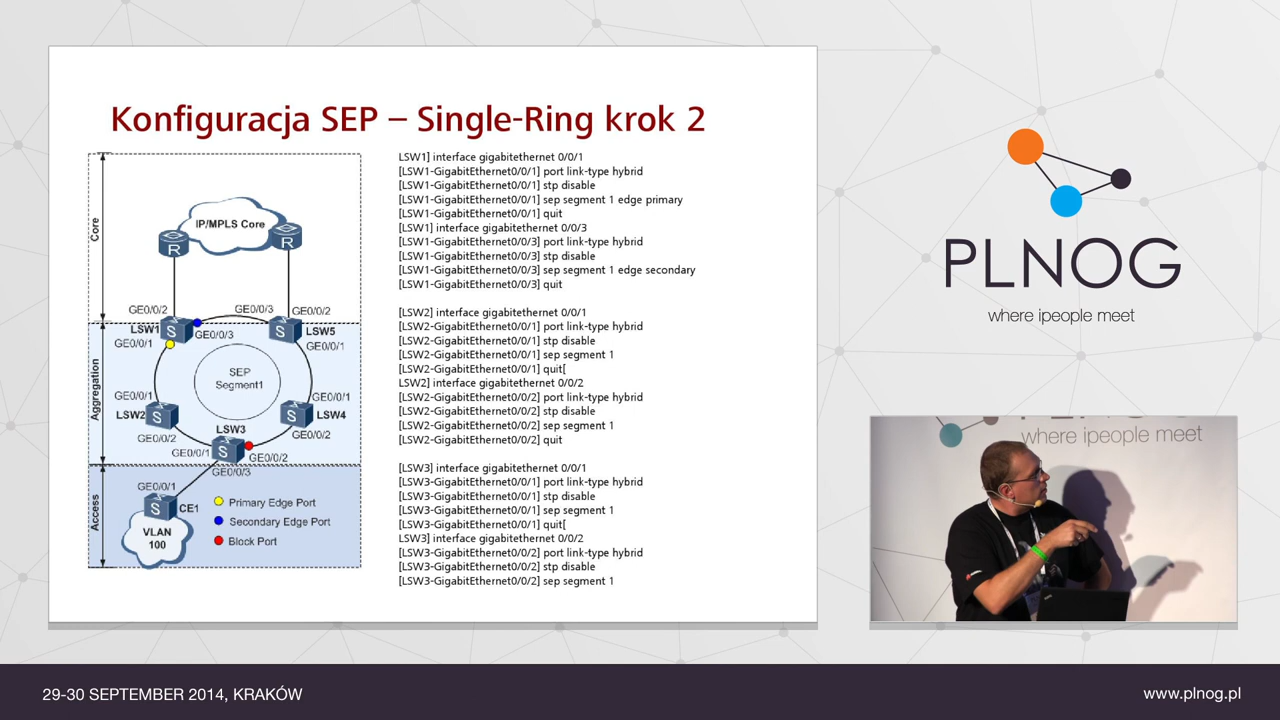 Konfiguracja SEP – Single-Ring krok 2
Core
IP/MPLS Core
R
R
GE0/0/2
GE0/0/3
GE0/0/2
LSW1
S
GE0/0/3
S
LSW5
GE0/0/1
GE0/0/1
Aggregation
SEP
Segment1
GE0/0/1
GE0/0/1
LSW2
S
S
LSW4
LSW3
GE0/0/2
GE0/0/2
GE0/0/1
S
GE0/0/2
GE0/0/3
Access
GE0/0/1
S
CE1
VLAN
100
Primary Edge Port
Secondary Edge Port
Block Port
LSW1] interface gigabitethernet 0/0/1
[LSW1-GigabitEthernet0/0/1] port link-type hybrid
[LSW1-GigabitEthernet0/0/1] stp disable
[LSW1-GigabitEthernet0/0/1] sep segment 1 edge primary
[LSW1-GigabitEthernet0/0/1] quit
[LSW1] interface gigabitethernet 0/0/3
[LSW1-GigabitEthernet0/0/3] port link-type hybrid
[LSW1-GigabitEthernet0/0/3] stp disable
[LSW1-GigabitEthernet0/0/3] sep segment 1 edge secondary
[LSW1-GigabitEthernet0/0/3] quit
[LSW2] interface gigabitethernet 0/0/1
[LSW2-GigabitEthernet0/0/1] port link-type hybrid
[LSW2-GigabitEthernet0/0/1] stp disable
[LSW2-GigabitEthernet0/0/1] sep segment 1
[LSW2-GigabitEthernet0/0/1] quit[
LSW2] interface gigabitethernet 0/0/2
[LSW2-GigabitEthernet0/0/2] port link-type hybrid
[LSW2-GigabitEthernet0/0/2] stp disable
[LSW2-GigabitEthernet0/0/2] sep segment 1
[LSW2-GigabitEthernet0/0/2] quit
[LSW3] interface gigabitethernet 0/0/1
[LSW3-GigabitEthernet0/0/1] port link-type hybrid
[LSW3-GigabitEthernet0/0/1] stp disable
[LSW3-GigabitEthernet0/0/1] sep segment 1
[LSW3-GigabitEthernet0/0/1] quit[
LSW3] interface gigabitethernet 0/0/2
[LSW3-GigabitEthernet0/0/2] port link-type hybrid
[LSW3-GigabitEthernet0/0/2] stp disable
[LSW3-GigabitEthernet0/0/2] sep segment 1
PLNOG
where ipeople meet
where ipeople meet
29-30 SEPTEMBER 2014, KRAKÓW
www.plnog.pl